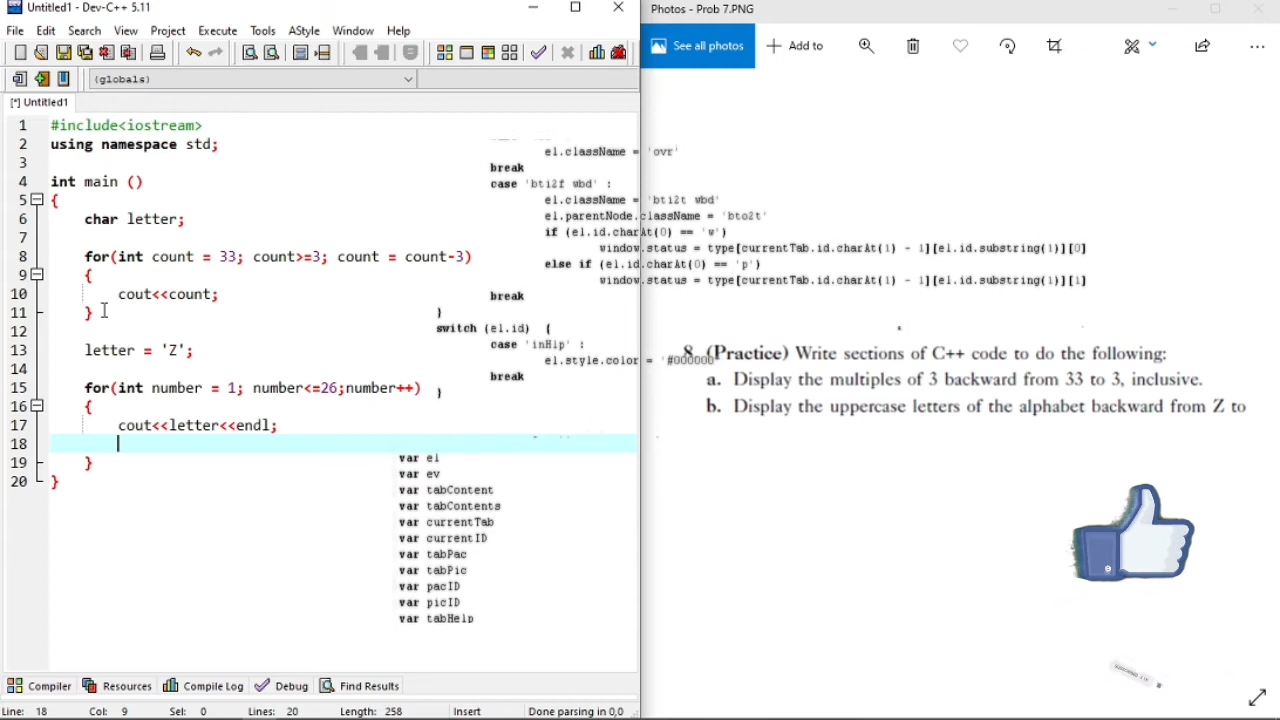 Untitled1 - Dev-C++ 5.11
File Edit Search View Project Execute Tools AStyle Window Help
(globals)
[*] Untitled1
1 #include<iostream>
2 using namespace std;
3
4 int main ()
5 {
6 char letter;
7
8 for(int count = 33; count>=3; count = count-3)
9 {
10 cout<<count;
11 }
12
13 letter = 'Z';
14
15 for(int number = 1; number<=26;number++)
16 {
17 cout<<letter<<endl;
18
19 }
20 }
el.className = 'ovr'
break
case 'bti2f wbd' :
el.className = 'bti2t wbd'
el.parentNode.className = 'bto2t'
if (el.id.charAt(0) == 'w')
window.status = type[currentTab.id.charAt(1) - 1][el.id.substring(1)][0]
else if (el.id.charAt(0) == 'p')
window.status = type[currentTab.id.charAt(1) - 1][el.id.substring(1)][1]
break
}
switch (el.id) {
case 'inHip' :
el.style.color = '#000000'
break
}
var el
var ev
var tabContent
var tabContents
var currentTab
var currentID
var tabPac
var tabPic
var pacID
var picID
var tabHelp
Compiler Resources Compile Log Debug Find Results
Line: 18 Col: 9 Sel: 0 Lines: 20 Length: 258 Insert Done parsing in 0,0
Photos - Prob 7.PNG
See all photos Add to
8. (Practice) Write sections of C++ code to do the following:
a. Display the multiples of 3 backward from 33 to 3, inclusive.
b. Display the uppercase letters of the alphabet backward from Z to